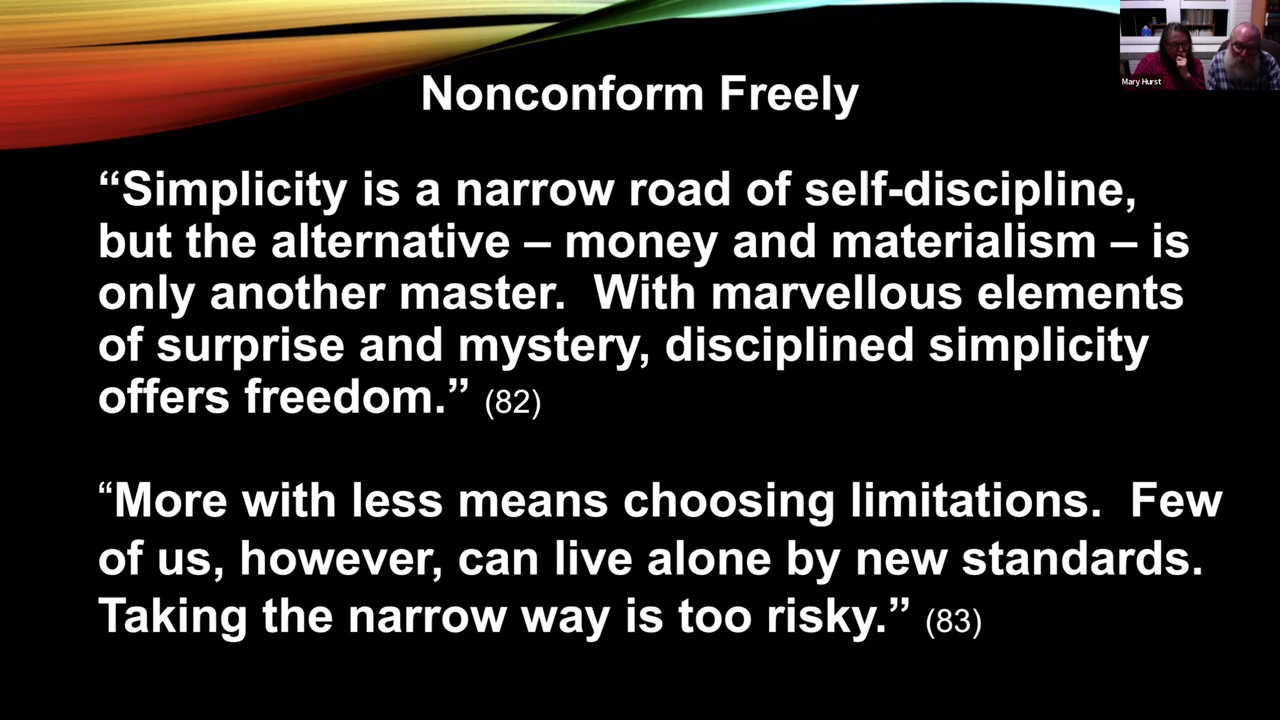 Mary Hurst
Nonconform Freely
“Simplicity is a narrow road of self-discipline,
but the alternative – money and materialism – is
only another master.  With marvellous elements
of surprise and mystery, disciplined simplicity
offers freedom.” (82)
“More with less means choosing limitations.  Few
of us, however, can live alone by new standards.
Taking the narrow way is too risky.” (83)